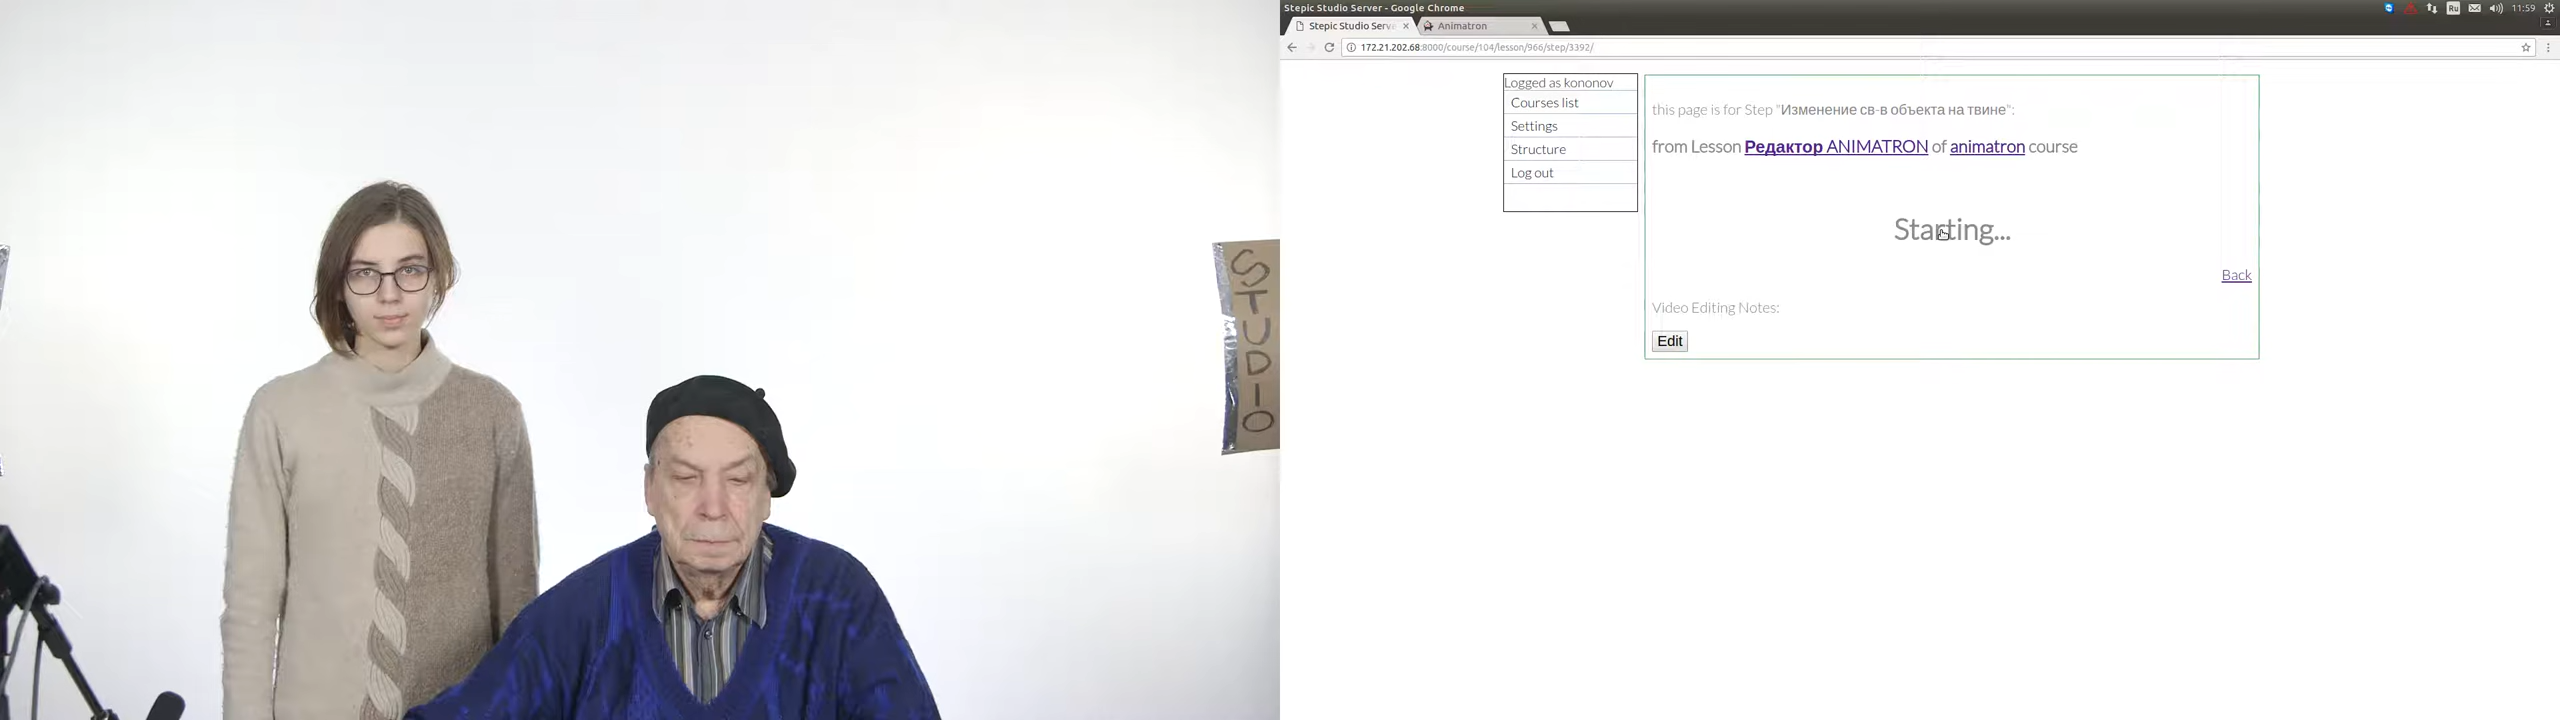 STUDIO
Stepic Studio Server - Google Chrome
Ru
11:59
Stepic Studio Serv
Animatron
172.21.202.68:8000/course/104/lesson/966/step/3392/
Logged as kononov
Courses list
Settings
Structure
Log out
this page is for Step "Изменение св-в объекта на твине":
from Lesson Редактор ANIMATRON of animatron course
Starting...
Back
Video Editing Notes:
Edit